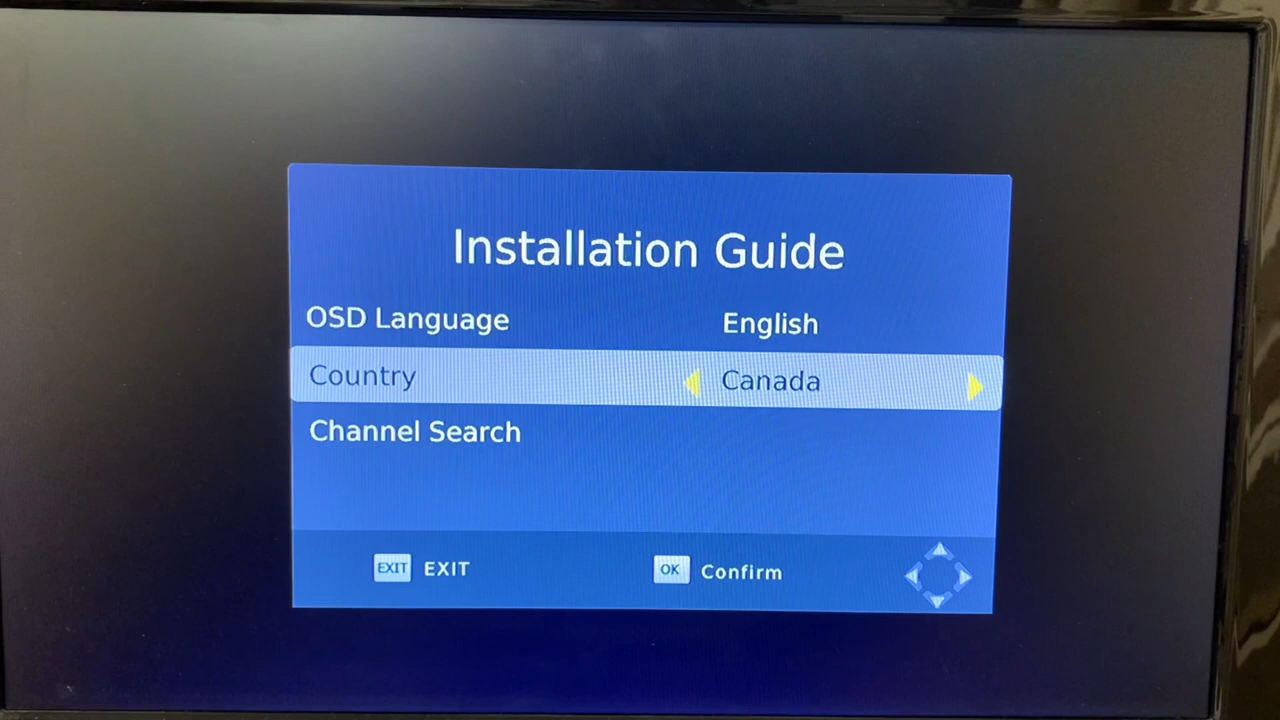 Installation Guide
OSD Language English
Country Canada
Channel Search
EXIT EXIT OK Confirm